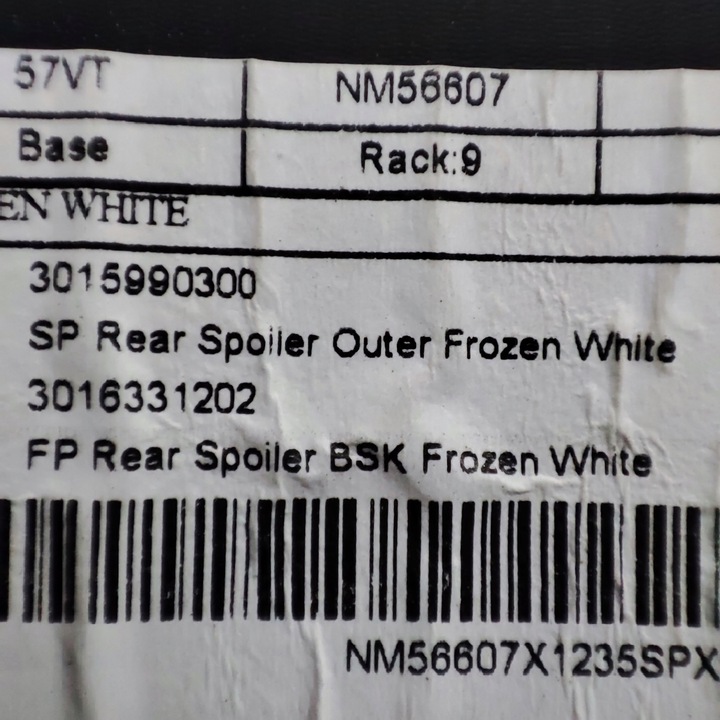 57VT NM56607
Base Rack:9
EN WHITE
3015990300
SP Rear Spoiler Outer Frozen White
3016331202
FP Rear Spoiler BSK Frozen White
NM56607X1235SPX